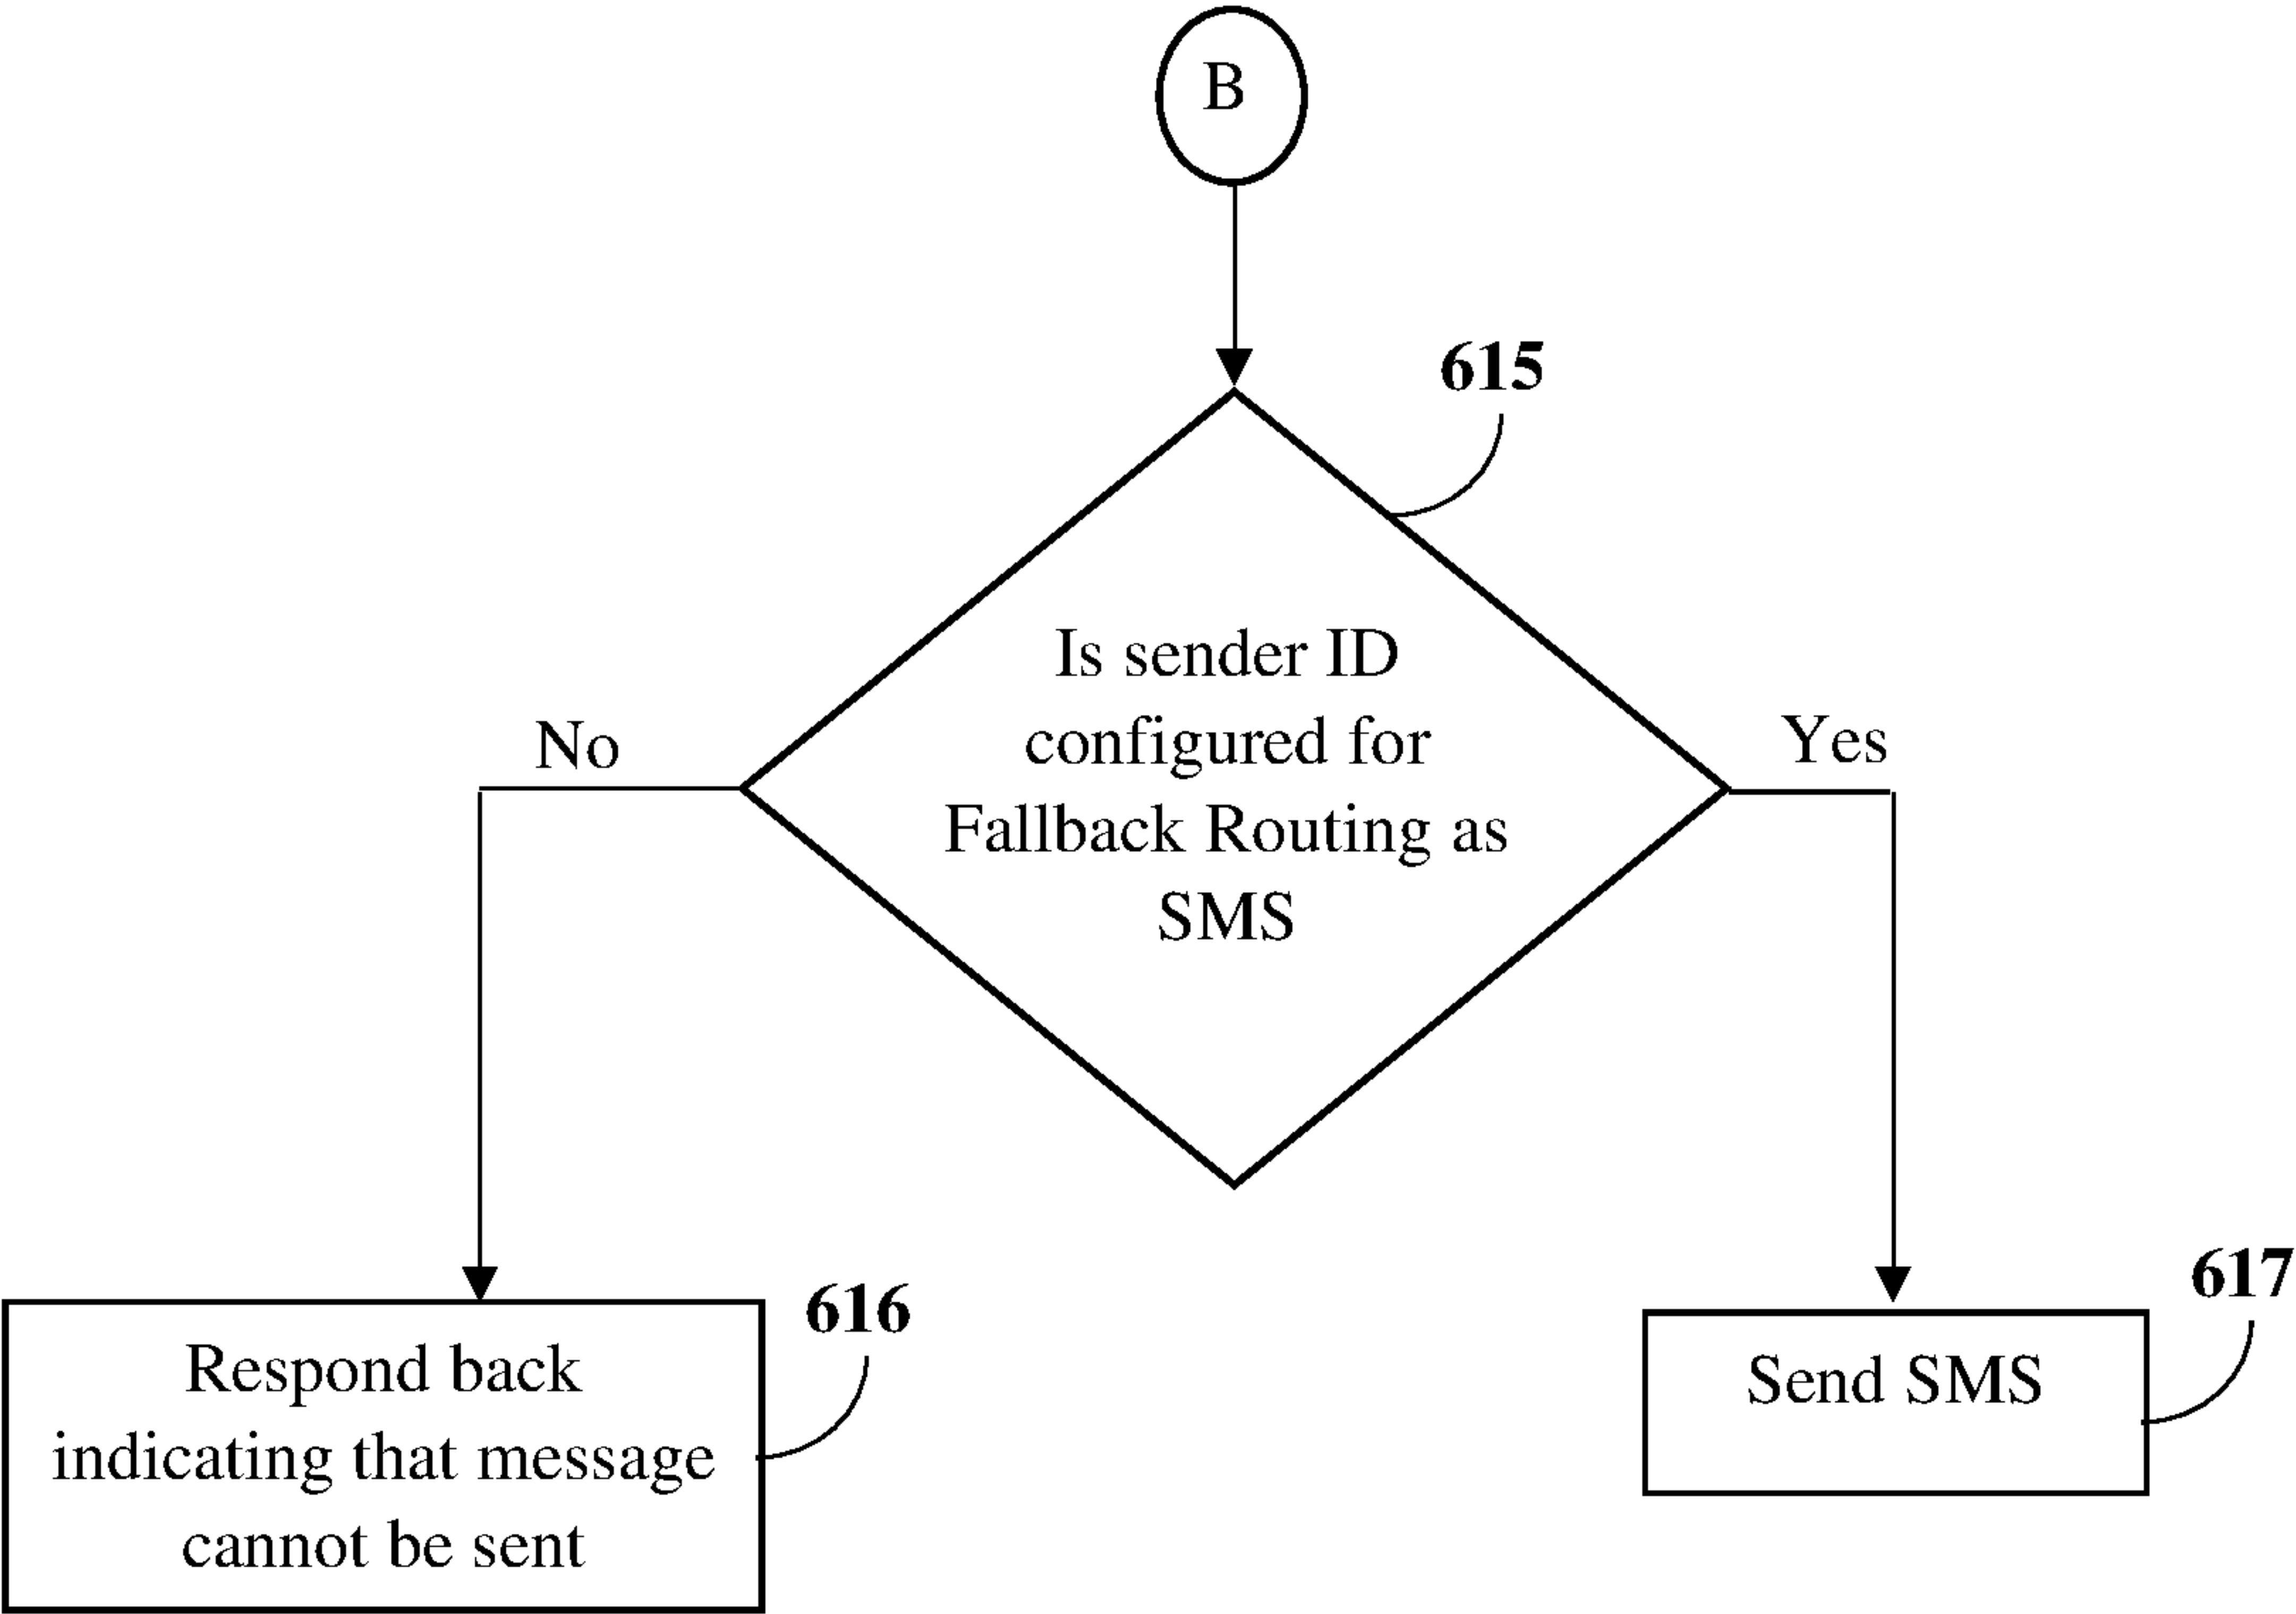 B
615
Is sender ID
configured for
Fallback Routing as
SMS
No
Yes
616
Respond back
indicating that message
cannot be sent
617
Send SMS